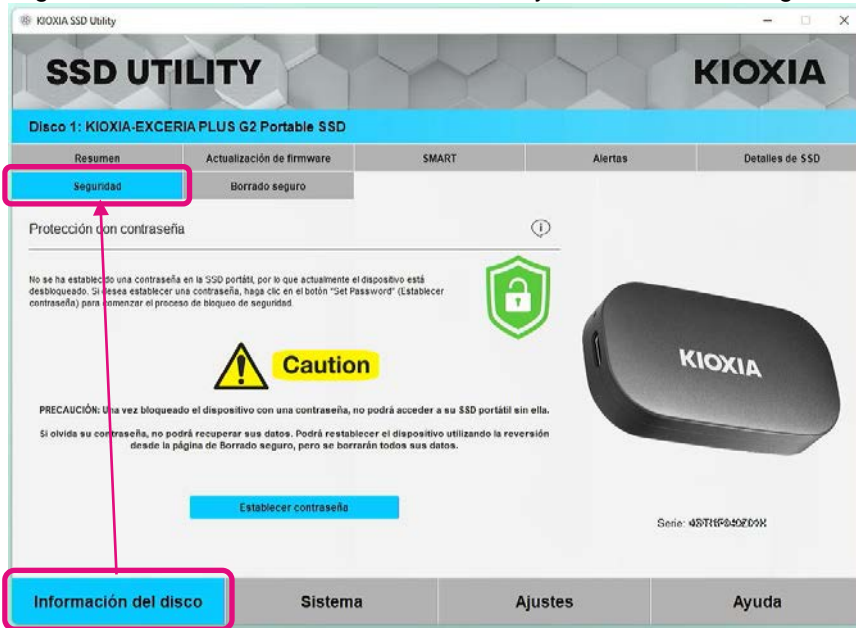 KIOXIA SSD Utility
SSD UTILITY
KIOXIA
Disco 1: KIOXIA-EXCERIA PLUS G2 Portable SSD
Resumen
Actualización de firmware
SMART
Alertas
Detalles de SSD
Seguridad
Borrado seguro
Protección con contraseña
No se ha establecido una contraseña en la SSD portátil, por lo que actualmente el dispositivo está
desbloqueado. Si desea establecer una contraseña, haga clic en el botón "Set Password" (Establecer
contraseña) para comenzar el proceso de bloqueo de seguridad.
Caution
PRECAUCIÓN: Una vez bloqueado el dispositivo con una contraseña, no podrá acceder a su SSD portátil sin ella.
Si olvida su contraseña, no podrá recuperar sus datos. Podrá restablecer el dispositivo utilizando la reversión
desde la página de Borrado seguro, pero se borrarán todos sus datos.
KIOXIA
Establecer contraseña
Serie:
Información del disco
Sistema
Ajustes
Ayuda